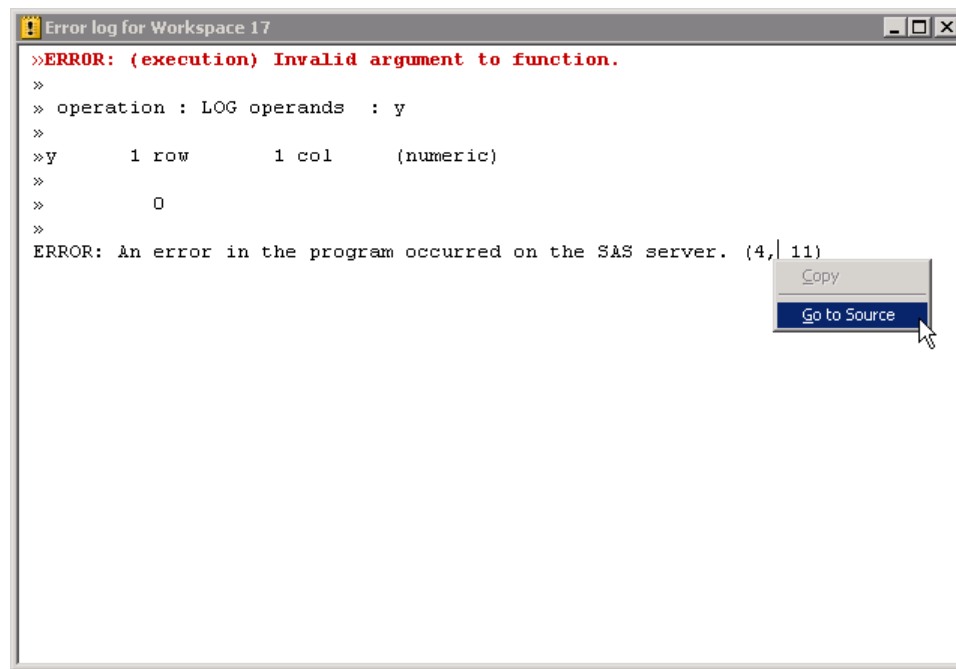 Error log for Workspace 17
»ERROR: (execution) Invalid argument to function.
»
» operation : LOG operands  : y
»
»y      1 row       1 col     (numeric)
»
»         0
»
ERROR: An error in the program occurred on the SAS server. (4, 11)
Copy
Go to Source